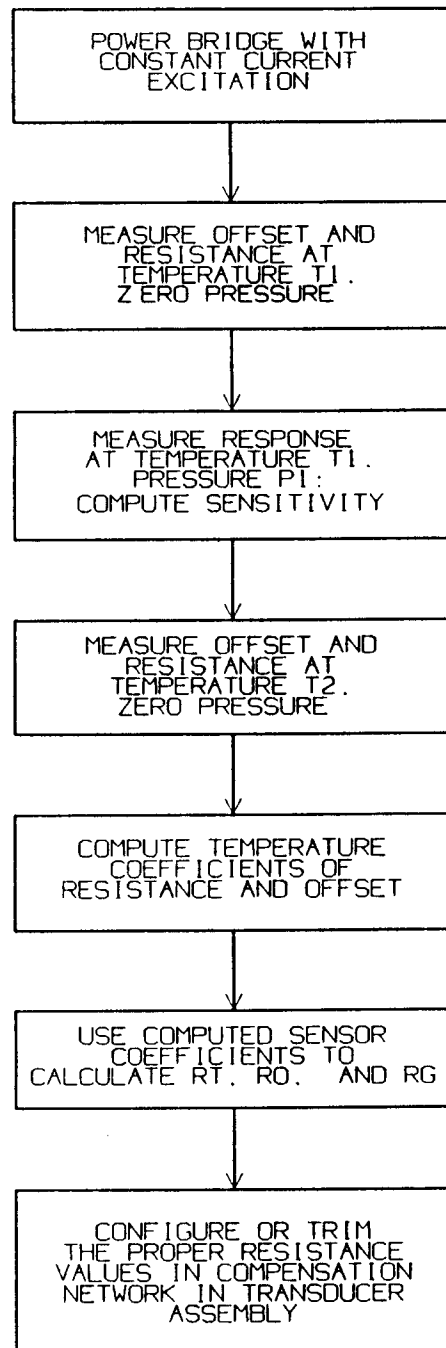 POWER BRIDGE WITH
CONSTANT CURRENT
EXCITATION
MEASURE OFFSET AND
RESISTANCE AT
TEMPERATURE T1.
ZERO PRESSURE
MEASURE RESPONSE
AT TEMPERATURE T1.
PRESSURE P1:
COMPUTE SENSITIVITY
MEASURE OFFSET AND
RESISTANCE AT
TEMPERATURE T2.
ZERO PRESSURE
COMPUTE TEMPERATURE
COEFFICIENTS OF
RESISTANCE AND OFFSET
USE COMPUTED SENSOR
COEFFICIENTS TO
CALCULATE RT. RO. AND RG
CONFIGURE OR TRIM
THE PROPER RESISTANCE
VALUES IN COMPENSATION
NETWORK IN TRANSDUCER
ASSEMBLY